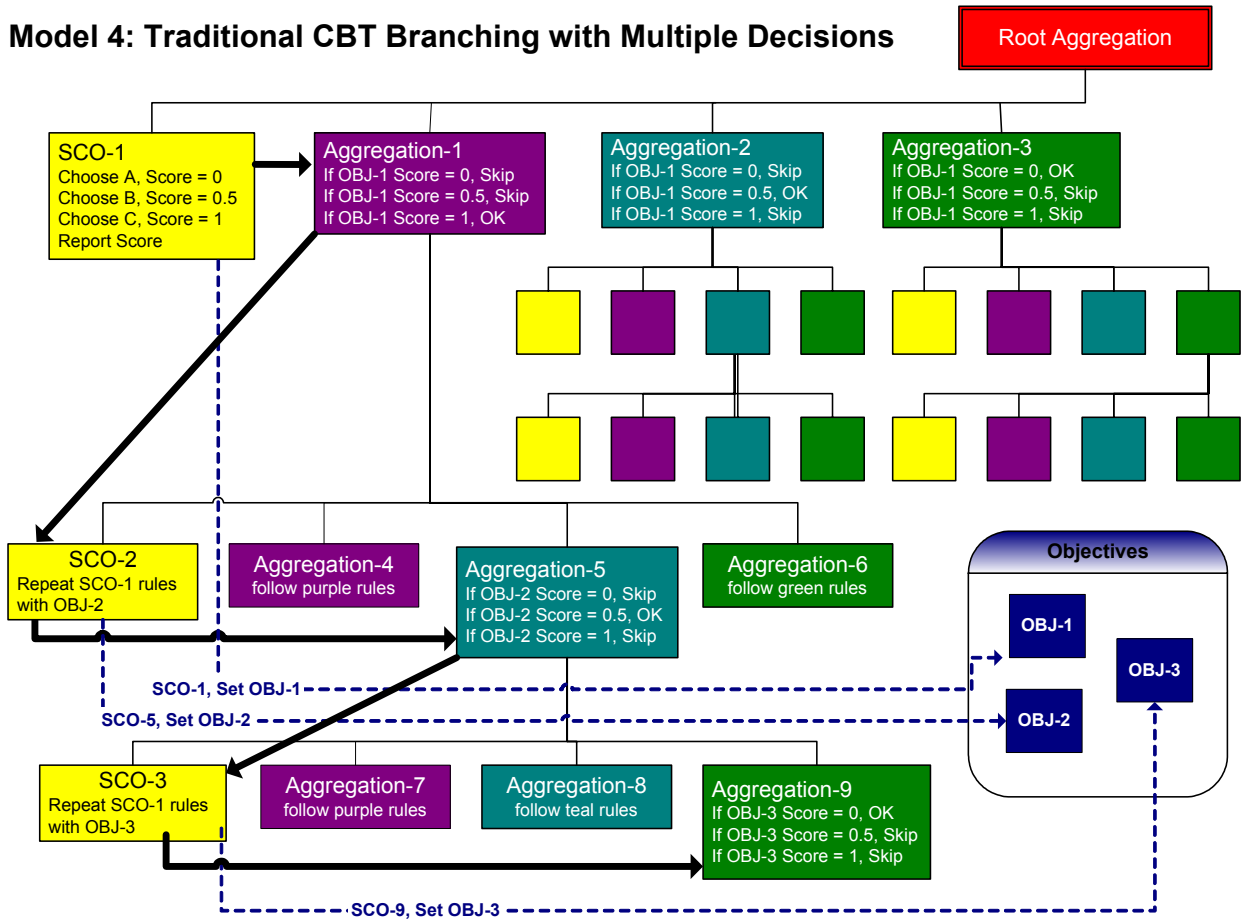 Model 4: Traditional CBT Branching with Multiple Decisions
Root Aggregation
SCO-1
Choose A, Score = 0
Choose B, Score = 0.5
Choose C, Score = 1
Report Score
Aggregation-1
If OBJ-1 Score = 0, Skip
If OBJ-1 Score = 0.5, Skip
If OBJ-1 Score = 1, OK
Aggregation-2
If OBJ-1 Score = 0, Skip
If OBJ-1 Score = 0.5, OK
If OBJ-1 Score = 1, Skip
Aggregation-3
If OBJ-1 Score = 0, OK
If OBJ-1 Score = 0.5, Skip
If OBJ-1 Score = 1, Skip
SCO-2
Repeat SCO-1 rules
with OBJ-2
Aggregation-4
follow purple rules
Aggregation-5
If OBJ-2 Score = 0, Skip
If OBJ-2 Score = 0.5, OK
If OBJ-2 Score = 1, Skip
Aggregation-6
follow green rules
Objectives
OBJ-1
OBJ-3
OBJ-2
SCO-1, Set OBJ-1
SCO-5, Set OBJ-2
SCO-3
Repeat SCO-1 rules
with OBJ-3
Aggregation-7
follow purple rules
Aggregation-8
follow teal rules
Aggregation-9
If OBJ-3 Score = 0, OK
If OBJ-3 Score = 0.5, Skip
If OBJ-3 Score = 1, Skip
SCO-9, Set OBJ-3